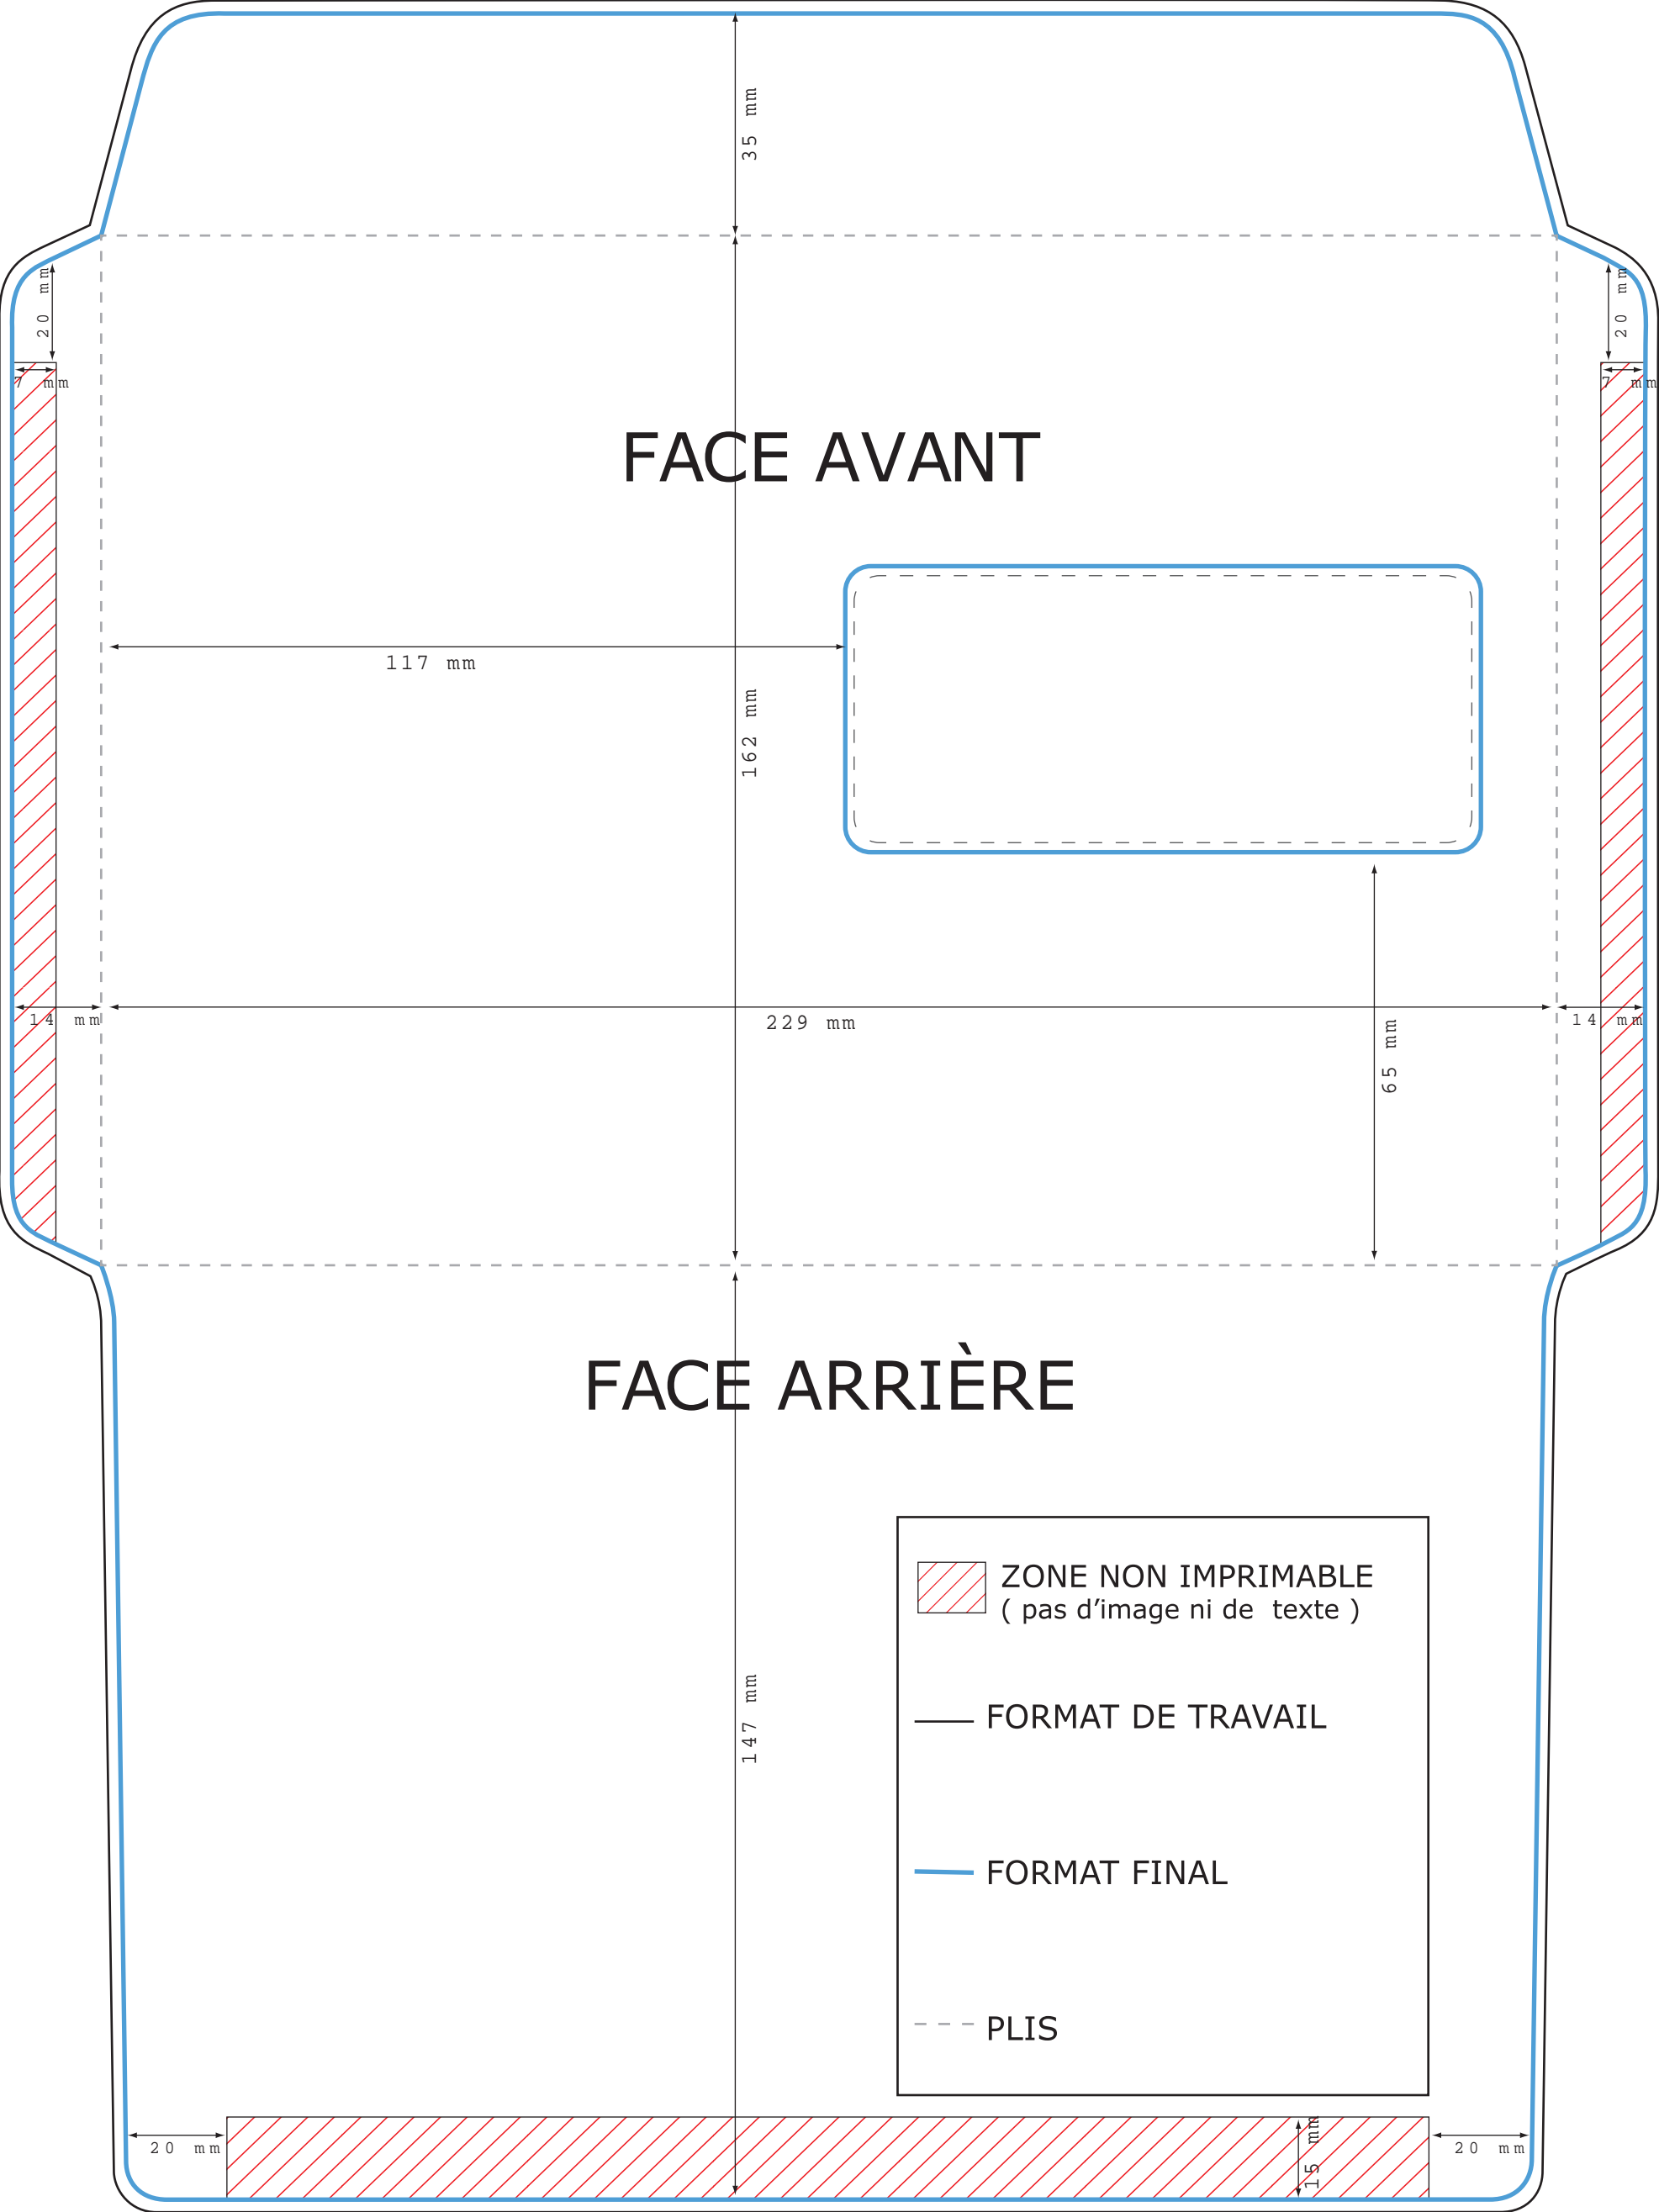 35 mm
20 mm
20 mm
7 mm
7 mm
FACE AVANT
117 mm
162 mm
14 mm
229 mm
14 mm
65 mm
FACE ARRIÈRE
ZONE NON IMPRIMABLE
( pas d’image ni de texte )
FORMAT DE TRAVAIL
147 mm
FORMAT FINAL
PLIS
20 mm
15 mm
20 mm